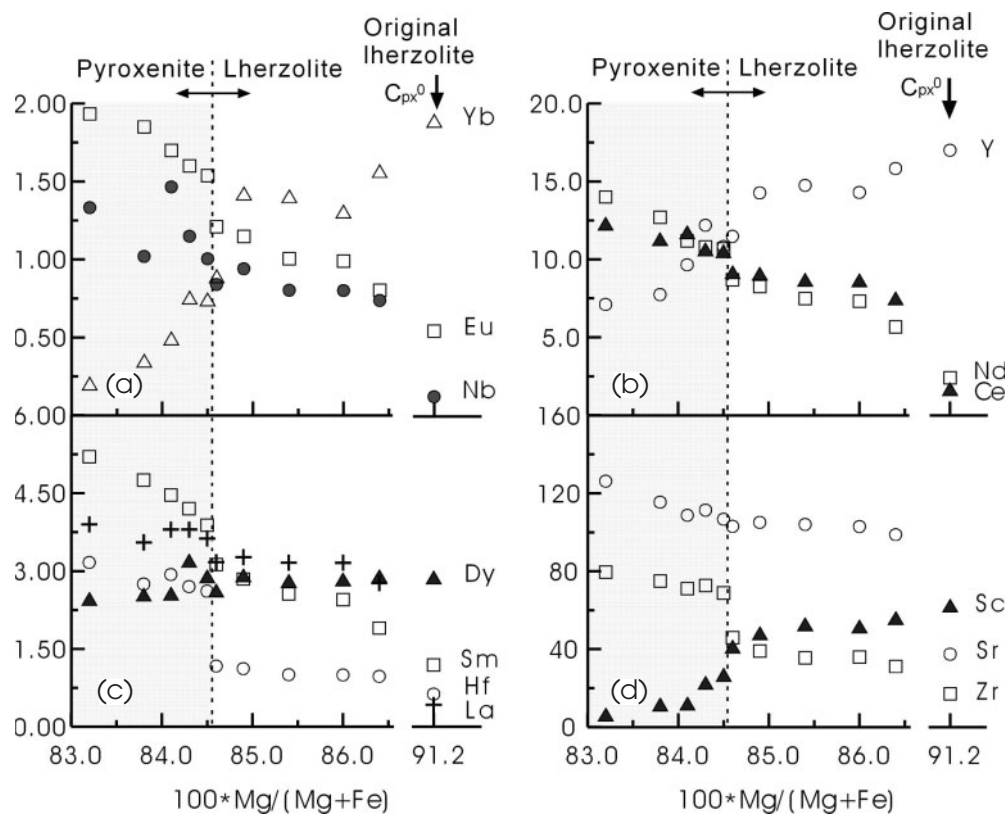 Original
lherzolite
Pyroxenite Lherzolite
Cpx⁰
2.00
Yb
1.50
1.00
0.50
Eu
(a)
Nb
6.00
4.50
3.00
Dy
1.50
Sm
(c)
Hf
La
0.00
83.0 84.0 85.0 86.0 91.2
100*Mg/(Mg+Fe)
Original
lherzolite
Pyroxenite Lherzolite
Cpx⁰
20.0
Y
15.0
10.0
5.0
(b)
Nd
Ce
160
120
80
Sc
40
Sr
(d)
Zr
0
83.0 84.0 85.0 86.0 91.2
100*Mg/(Mg+Fe)